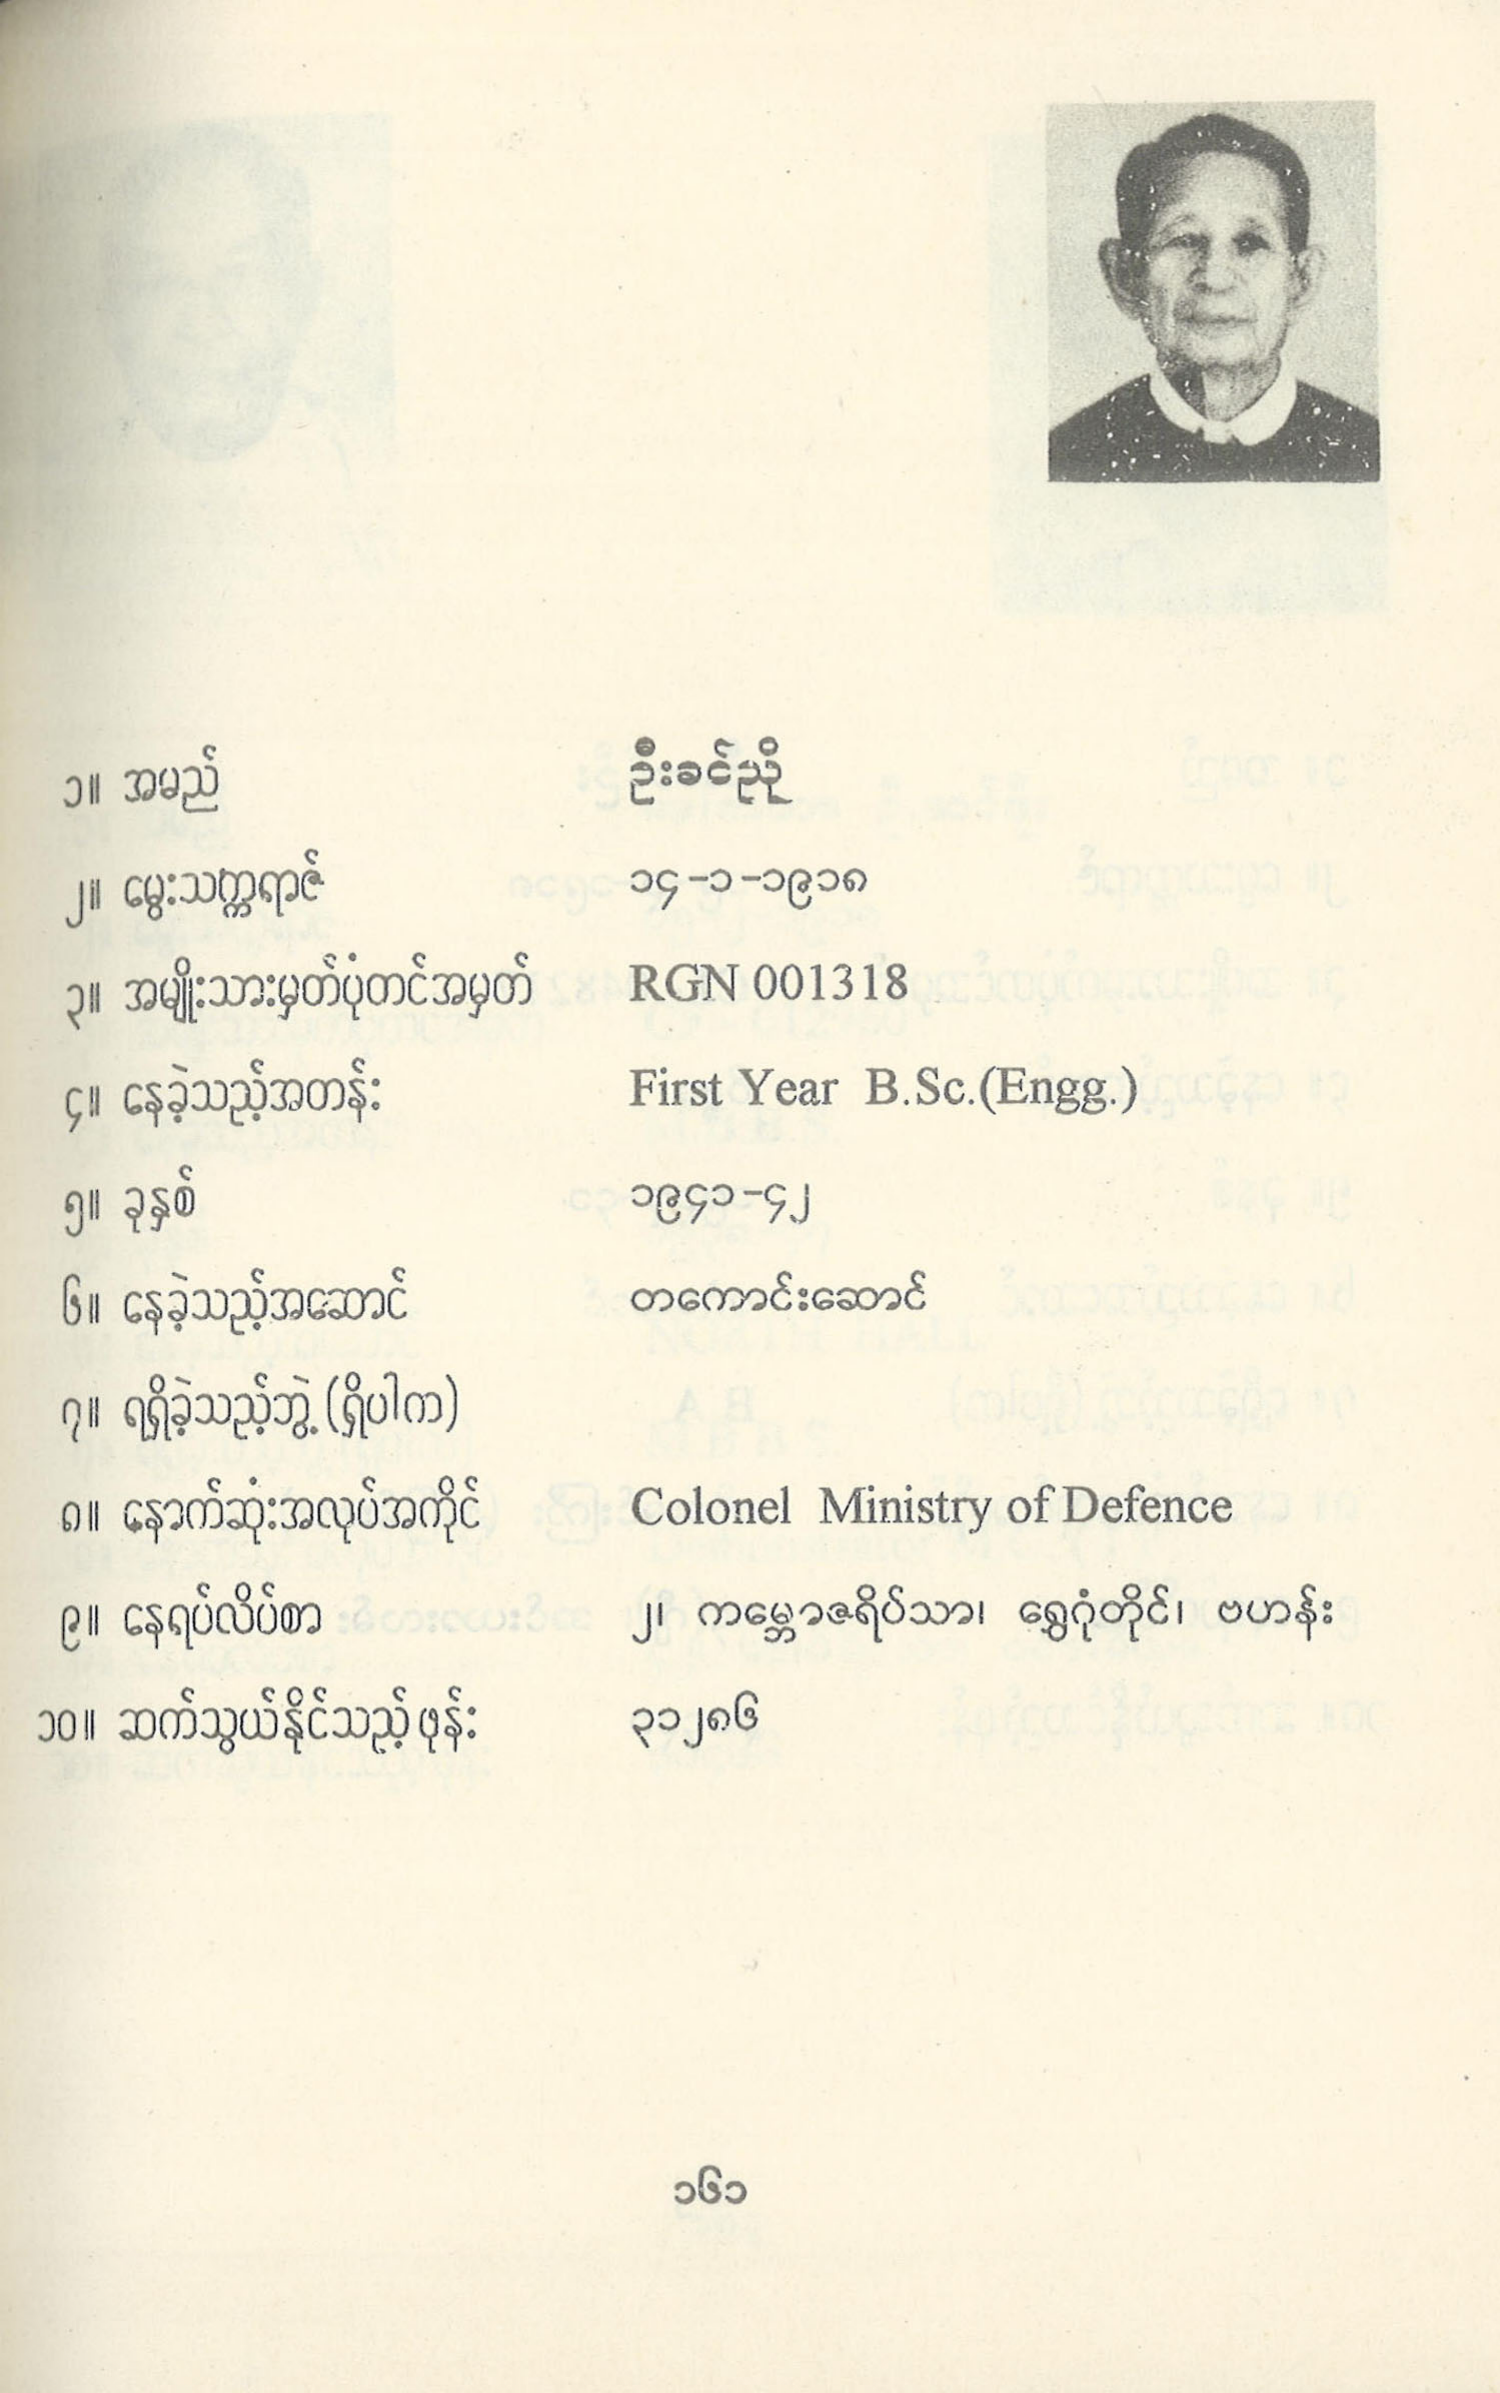 ၁။ အမည် ဦးခင်ညို
၂။ မွေးသက္ကရာဇ် ၁၄-၁-၁၉၁၈
၃။ အမျိုးသားမှတ်ပုံတင်အမှတ် RGN 001318
၄။ နေခဲ့သည့်အတန်း First Year B.Sc.(Engg.)
၅။ ခုနှစ် ၁၉၄၁-၄၂
၆။ နေခဲ့သည့်အဆောင် တကောင်းဆောင်
၇။ ရရှိခဲ့သည့်ဘွဲ့ (ရှိပါက)
၈။ နောက်ဆုံးအလုပ်အကိုင် Colonel Ministry of Defence
၉။ နေရပ်လိပ်စာ ၂၊ ကမ္ဘောဇရိပ်သာ၊ ရွှေဂုံတိုင်၊ ဗဟန်း
၁၀။ ဆက်သွယ်နိုင်သည့်ဖုန်း ၃၁၂၈၆
၁၆၁